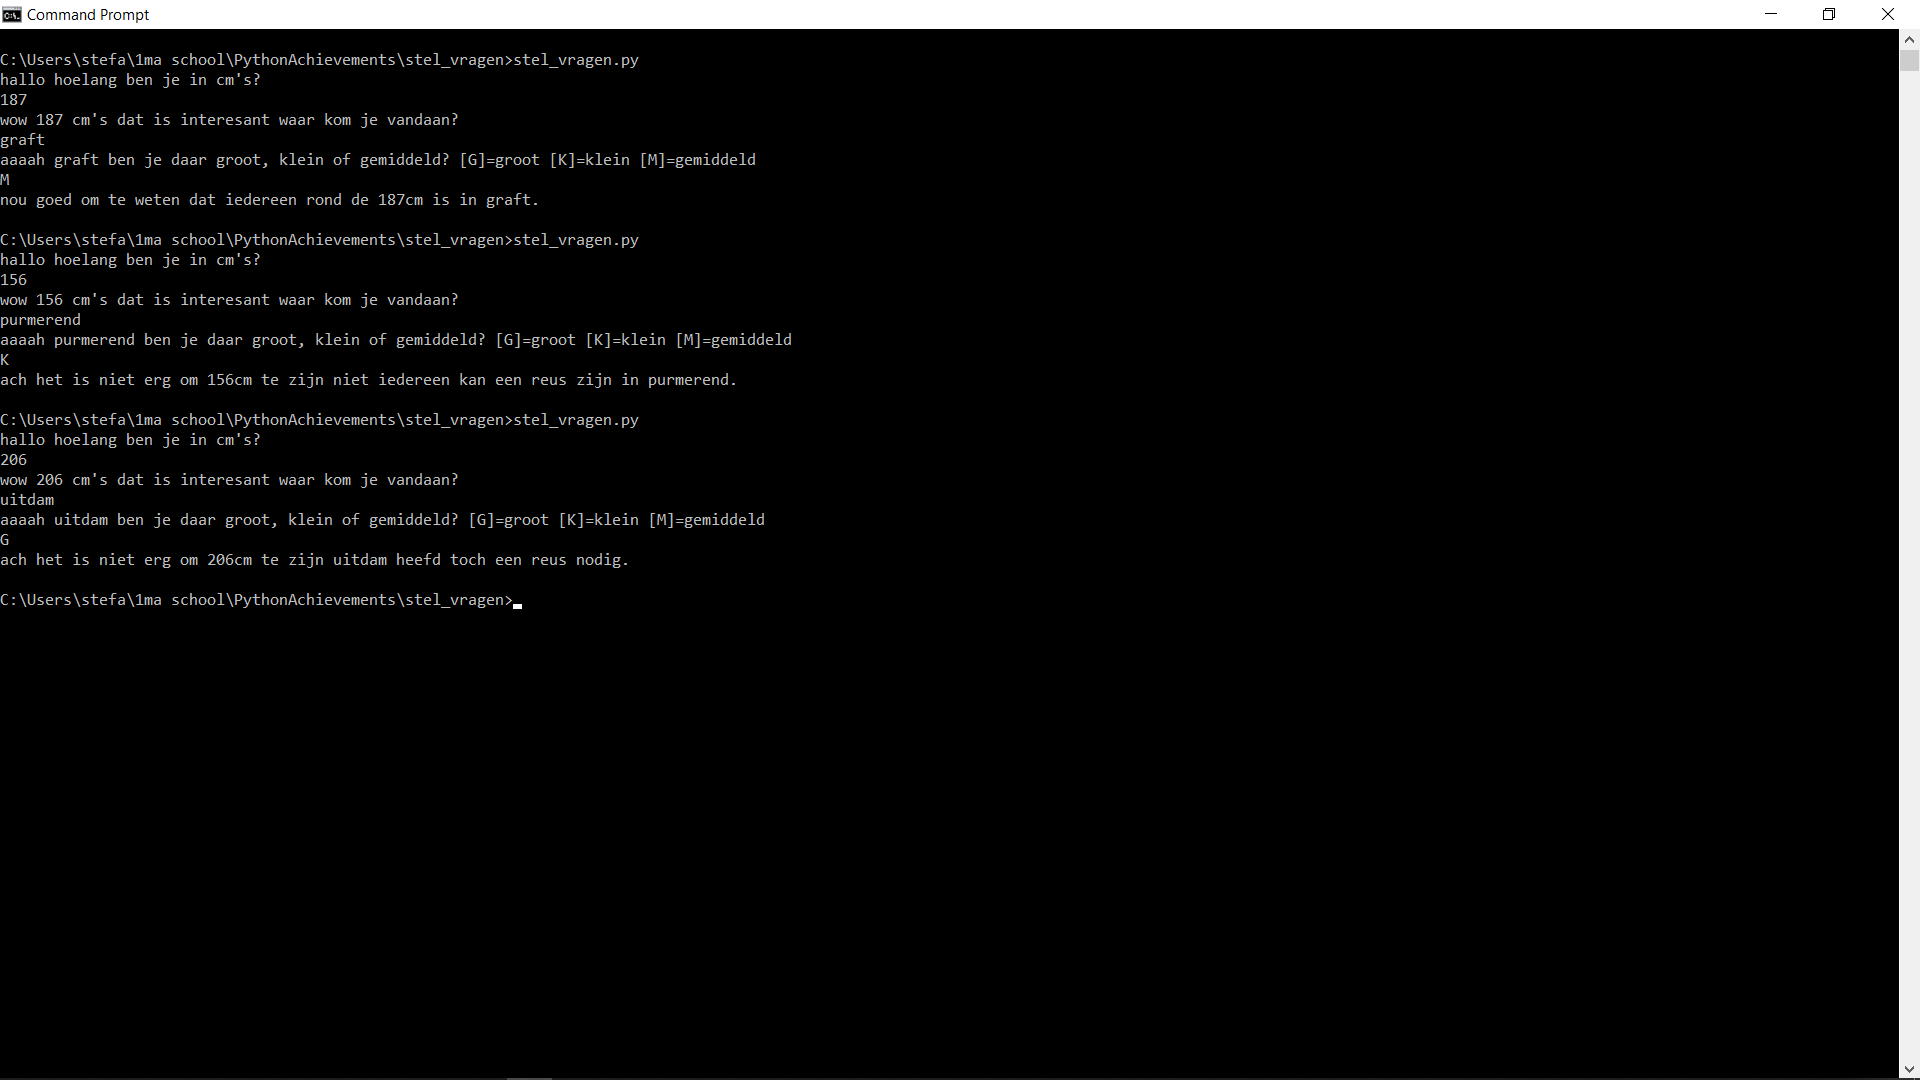 Command Prompt
C:\Users\stefa\1ma school\PythonAchievements\stel_vragen>stel_vragen.py
hallo hoelang ben je in cm's?
187
wow 187 cm's dat is interesant waar kom je vandaan?
graft
aaaah graft ben je daar groot, klein of gemiddeld? [G]=groot [K]=klein [M]=gemiddeld
M
nou goed om te weten dat iedereen rond de 187cm is in graft.
C:\Users\stefa\1ma school\PythonAchievements\stel_vragen>stel_vragen.py
hallo hoelang ben je in cm's?
156
wow 156 cm's dat is interesant waar kom je vandaan?
purmerend
aaaah purmerend ben je daar groot, klein of gemiddeld? [G]=groot [K]=klein [M]=gemiddeld
K
ach het is niet erg om 156cm te zijn niet iedereen kan een reus zijn in purmerend.
C:\Users\stefa\1ma school\PythonAchievements\stel_vragen>stel_vragen.py
hallo hoelang ben je in cm's?
206
wow 206 cm's dat is interesant waar kom je vandaan?
uitdam
aaaah uitdam ben je daar groot, klein of gemiddeld? [G]=groot [K]=klein [M]=gemiddeld
G
ach het is niet erg om 206cm te zijn uitdam heefd toch een reus nodig.
C:\Users\stefa\1ma school\PythonAchievements\stel_vragen>